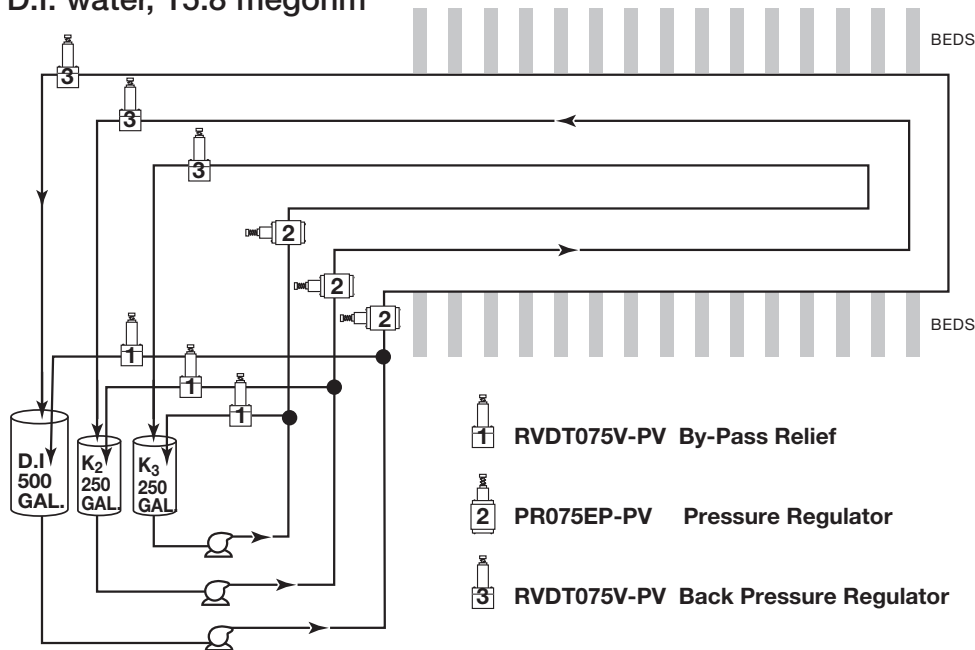 D.I. water, 15.8 megohm
BEDS
3
3
3
2
2
2
BEDS
1
1
1
D.I
500
GAL.
K2
250
GAL.
K3
250
GAL.
1 RVDT075V-PV By-Pass Relief
2 PR075EP-PV Pressure Regulator
3 RVDT075V-PV Back Pressure Regulator